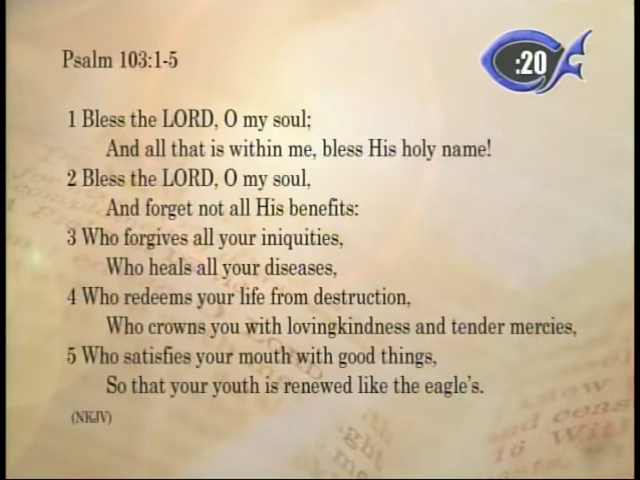 Psalm 103:1-5
:20
1 Bless the LORD, O my soul;
And all that is within me, bless His holy name!
2 Bless the LORD, O my soul,
And forget not all His benefits:
3 Who forgives all your iniquities,
Who heals all your diseases,
4 Who redeems your life from destruction,
Who crowns you with lovingkindness and tender mercies,
5 Who satisfies your mouth with good things,
So that your youth is renewed like the eagle's.
(NKJV)